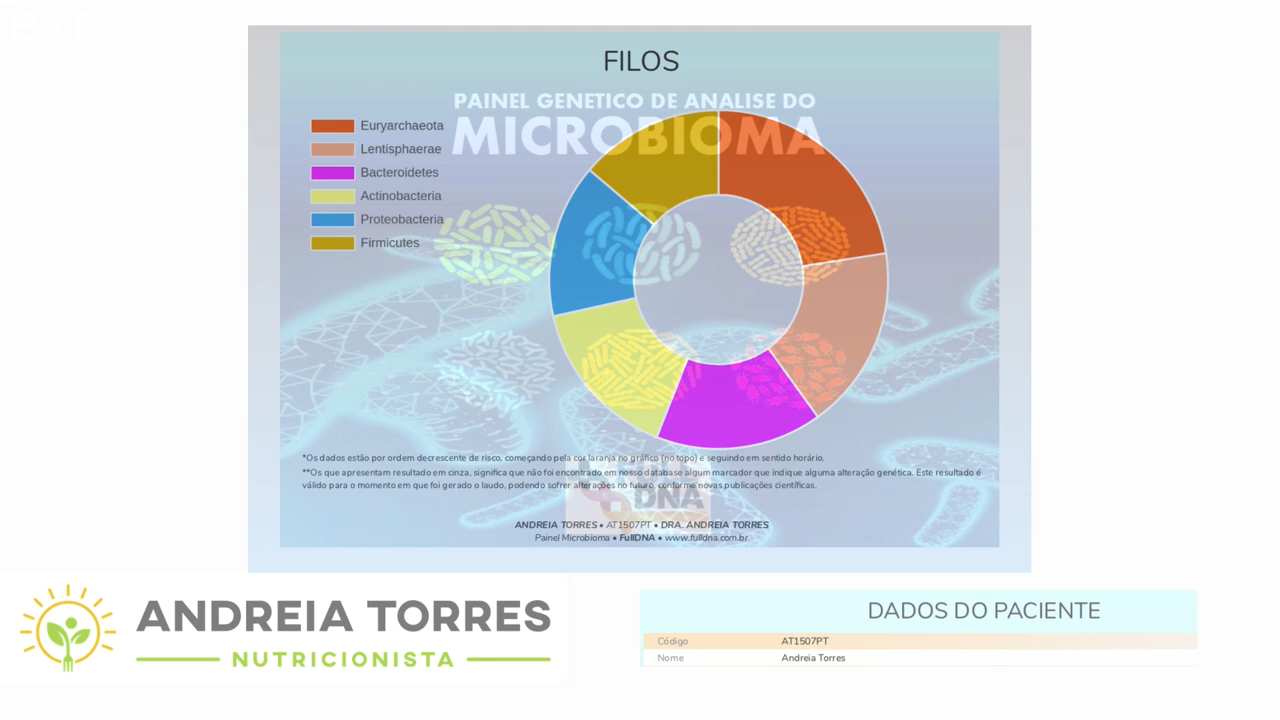 ext
FILOS
PAINEL GENETICO DE ANALISE DO
MICROBIOMA
Euryarchaeota
Lentisphaerae
Bacteroidetes
Actinobacteria
Proteobacteria
Firmicutes
*Os dados estão por ordem decrescente de risco, começando pela cor laranja no gráfico (no topo) e seguindo em sentido horário.
**Os que apresentam resultado em cinza, significa que não foi encontrado em nosso database algum marcador que indique alguma alteração genética. Este resultado é
válido para o momento em que foi gerado o laudo, podendo sofrer alterações no futuro, conforme novas publicações científicas.
DNA
ANDREIA TORRES • AT1507PT • DRA. ANDREIA TORRES
Painel Microbioma • FullDNA • www.fulldna.com.br
ANDREIA TORRES
NUTRICIONISTA
DADOS DO PACIENTE
Código AT1507PT
Nome Andreia Torres